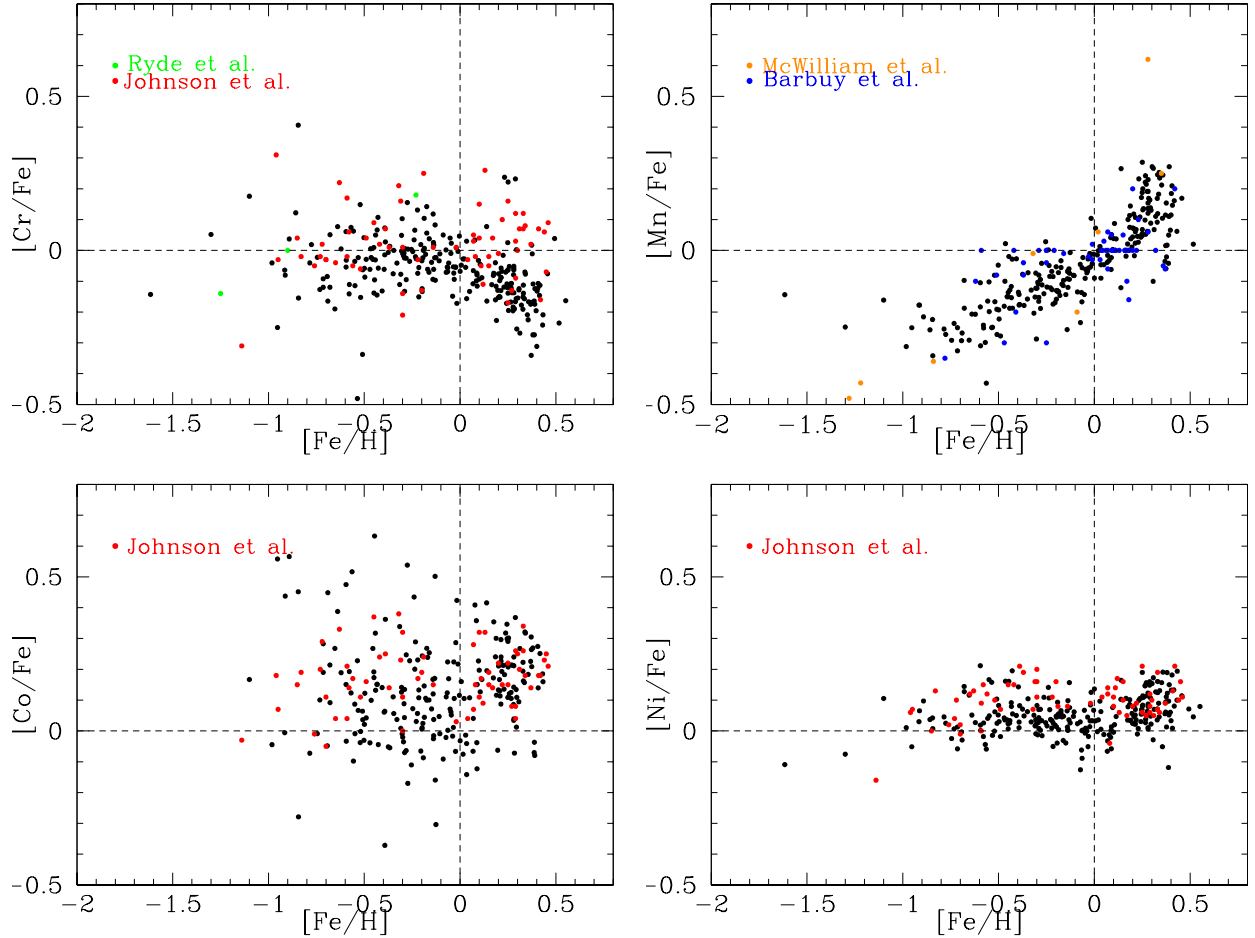 Ryde et al.
Johnson et al.
[Cr/Fe]
0.5
0
-0.5
-2 -1.5 -1 -0.5 0 0.5
[Fe/H]
McWilliam et al.
Barbuy et al.
[Mn/Fe]
0.5
0
-0.5
-2 -1.5 -1 -0.5 0 0.5
[Fe/H]
Johnson et al.
[Co/Fe]
0.5
0
-0.5
-2 -1.5 -1 -0.5 0 0.5
[Fe/H]
Johnson et al.
[Ni/Fe]
0.5
0
-0.5
-2 -1.5 -1 -0.5 0 0.5
[Fe/H]